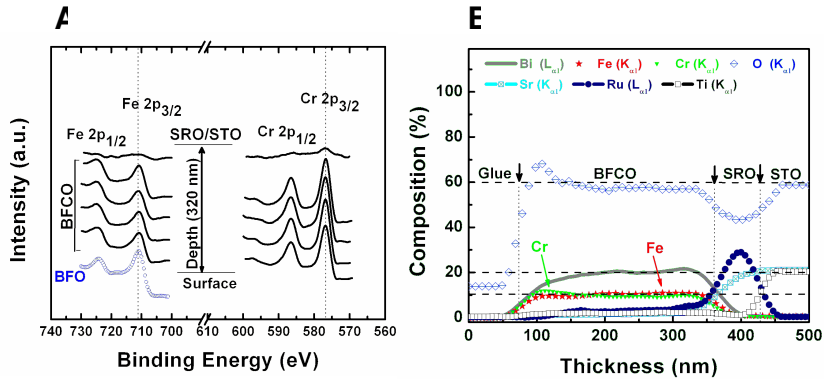 A
Intensity (a.u.)
Fe 2p3/2
Fe 2p1/2
Cr 2p3/2
Cr 2p1/2
SRO/STO
BFCO
BFO
Depth (320 nm)
Surface
740 730 720 710 700 610 600 590 580 570 560
Binding Energy (eV)
E
Composition (%)
Bi (Lα1) Fe (Kα1) Cr (Kα1) O (Kα1)
Sr (Kα1) Ru (Lα1) Ti (Kα1)
100
80
60
40
20
10
0
Glue BFCO SRO STO
Cr Fe
0 100 200 300 400 500
Thickness (nm)